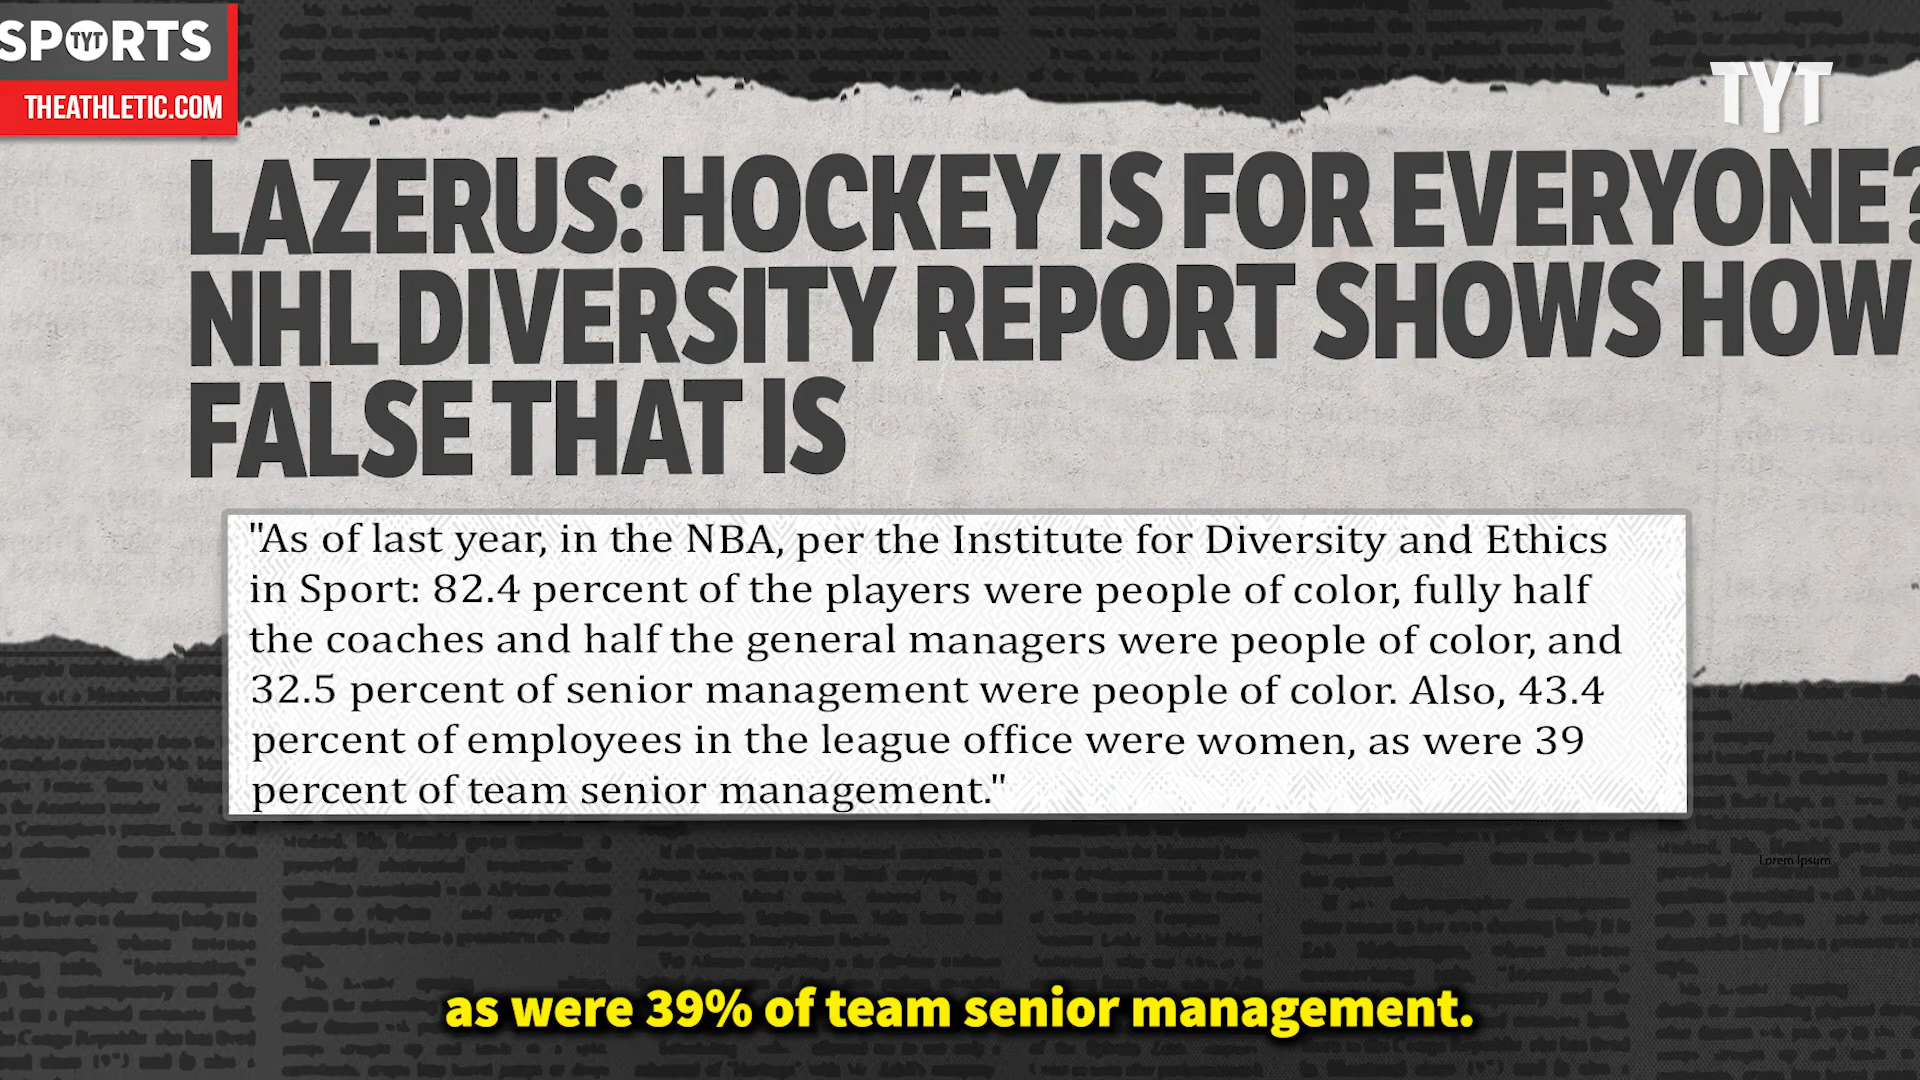 SPORTS
TYT
THEATHLETIC.COM
TYT
LAZERUS: HOCKEY IS FOR EVERYONE?
NHL DIVERSITY REPORT SHOWS HOW
FALSE THAT IS
"As of last year, in the NBA, per the Institute for Diversity and Ethics
in Sport: 82.4 percent of the players were people of color, fully half
the coaches and half the general managers were people of color, and
32.5 percent of senior management were people of color. Also, 43.4
percent of employees in the league office were women, as were 39
percent of team senior management."
Lorem Ipsum
as were 39% of team senior management.